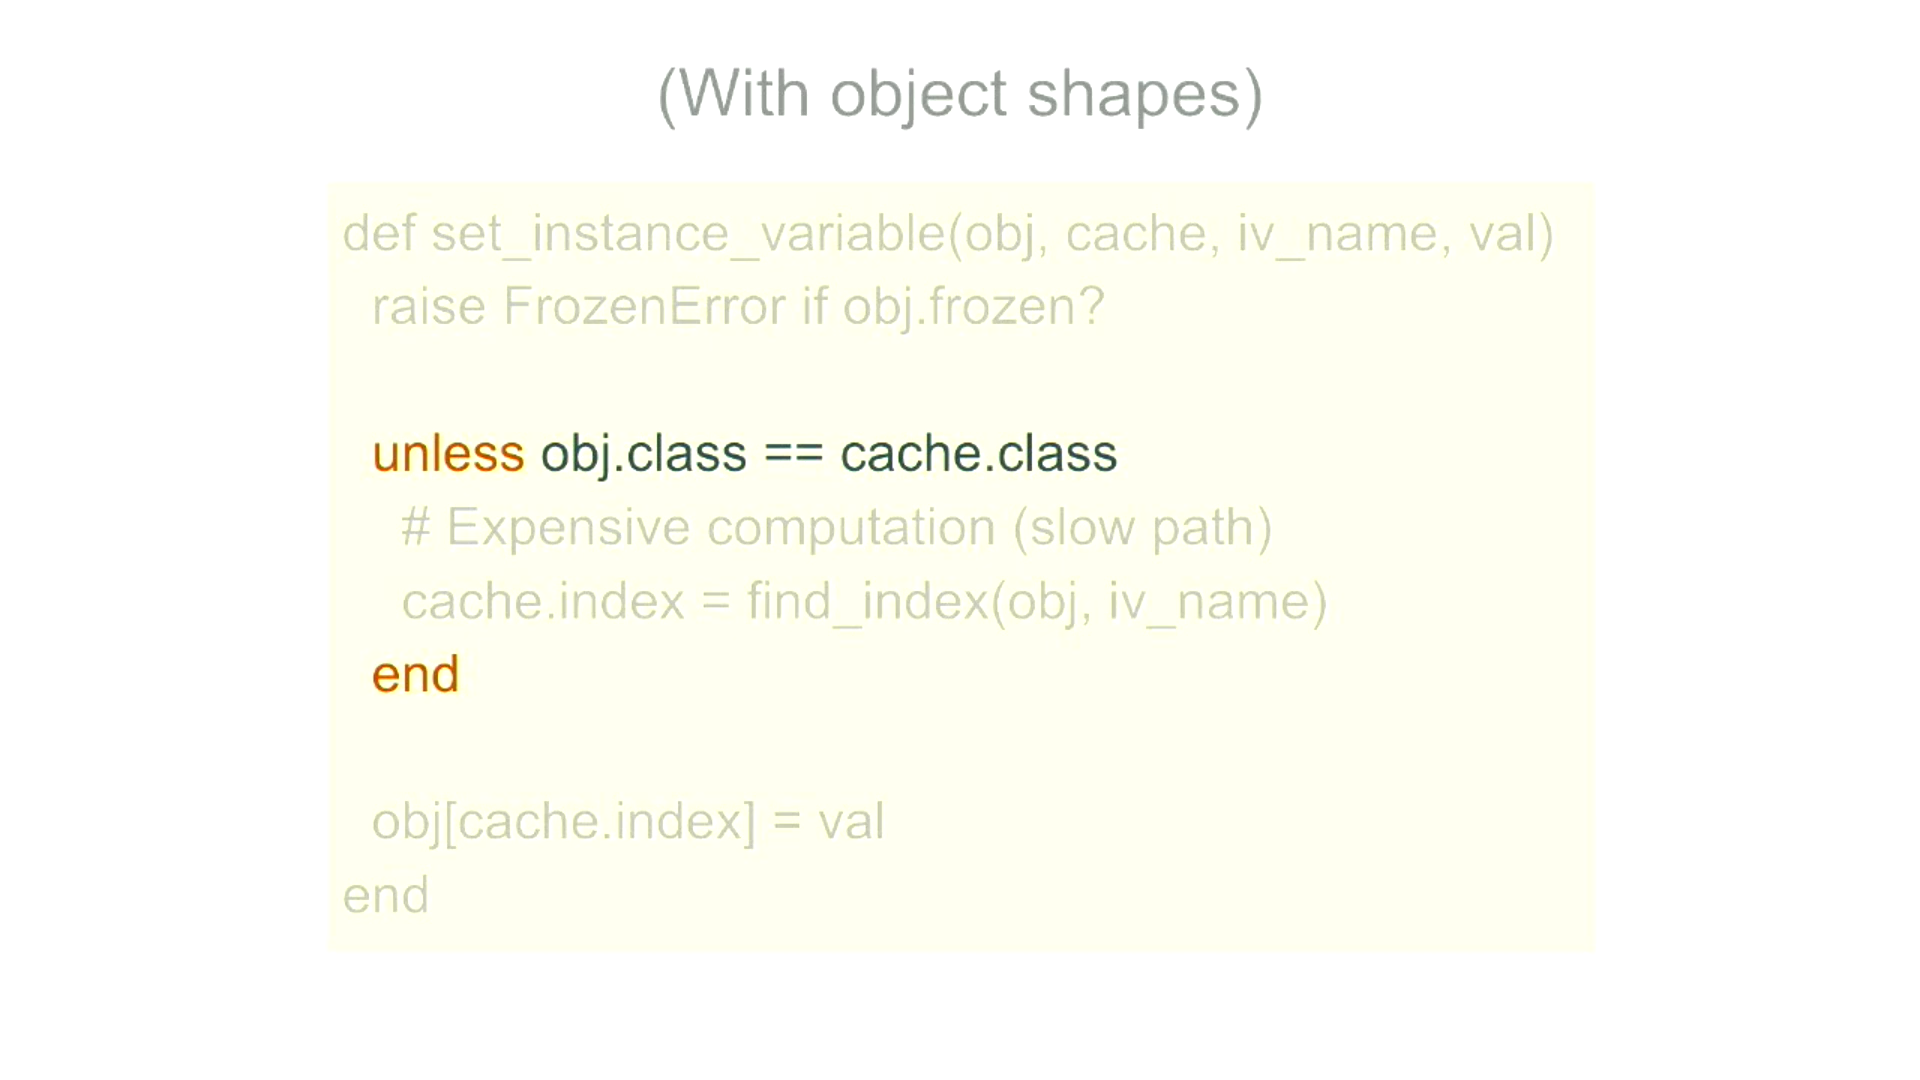 (With object shapes)
def set_instance_variable(obj, cache, iv_name, val)
raise FrozenError if obj.frozen?
unless obj.class == cache.class
# Expensive computation (slow path)
cache.index = find_index(obj, iv_name)
end
obj[cache.index] = val
end